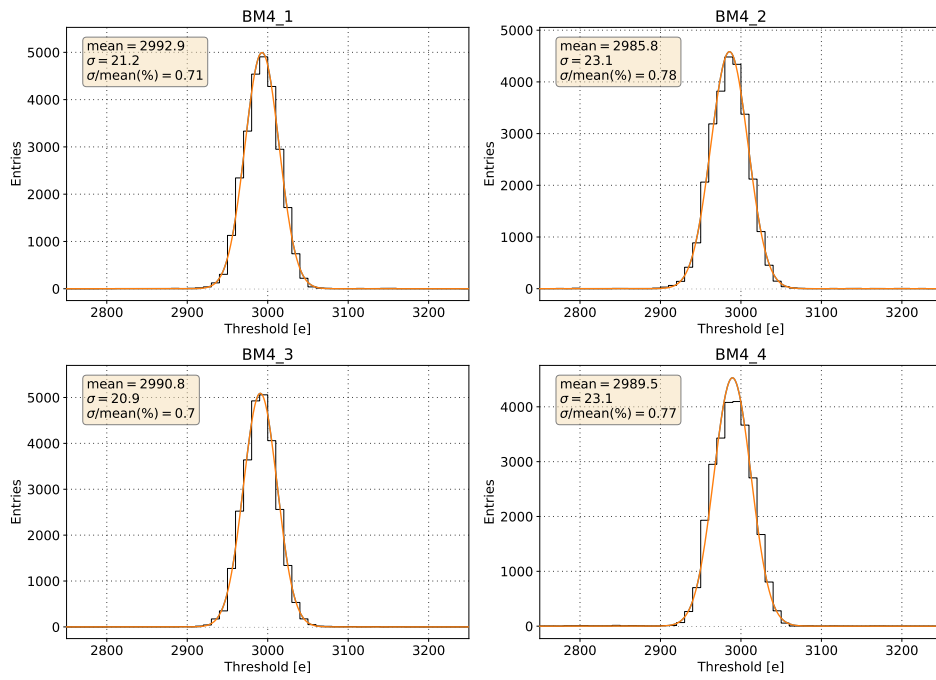 BM4_1
mean = 2992.9
σ = 21.2
σ/mean(%) = 0.71
5000
4000
3000
2000
1000
0
Entries
2800 2900 3000 3100 3200
Threshold [e]
BM4_2
mean = 2985.8
σ = 23.1
σ/mean(%) = 0.78
5000
4000
3000
2000
1000
0
Entries
2800 2900 3000 3100 3200
Threshold [e]
BM4_3
mean = 2990.8
σ = 20.9
σ/mean(%) = 0.7
5000
4000
3000
2000
1000
0
Entries
2800 2900 3000 3100 3200
Threshold [e]
BM4_4
mean = 2989.5
σ = 23.1
σ/mean(%) = 0.77
4000
3000
2000
1000
0
Entries
2800 2900 3000 3100 3200
Threshold [e]